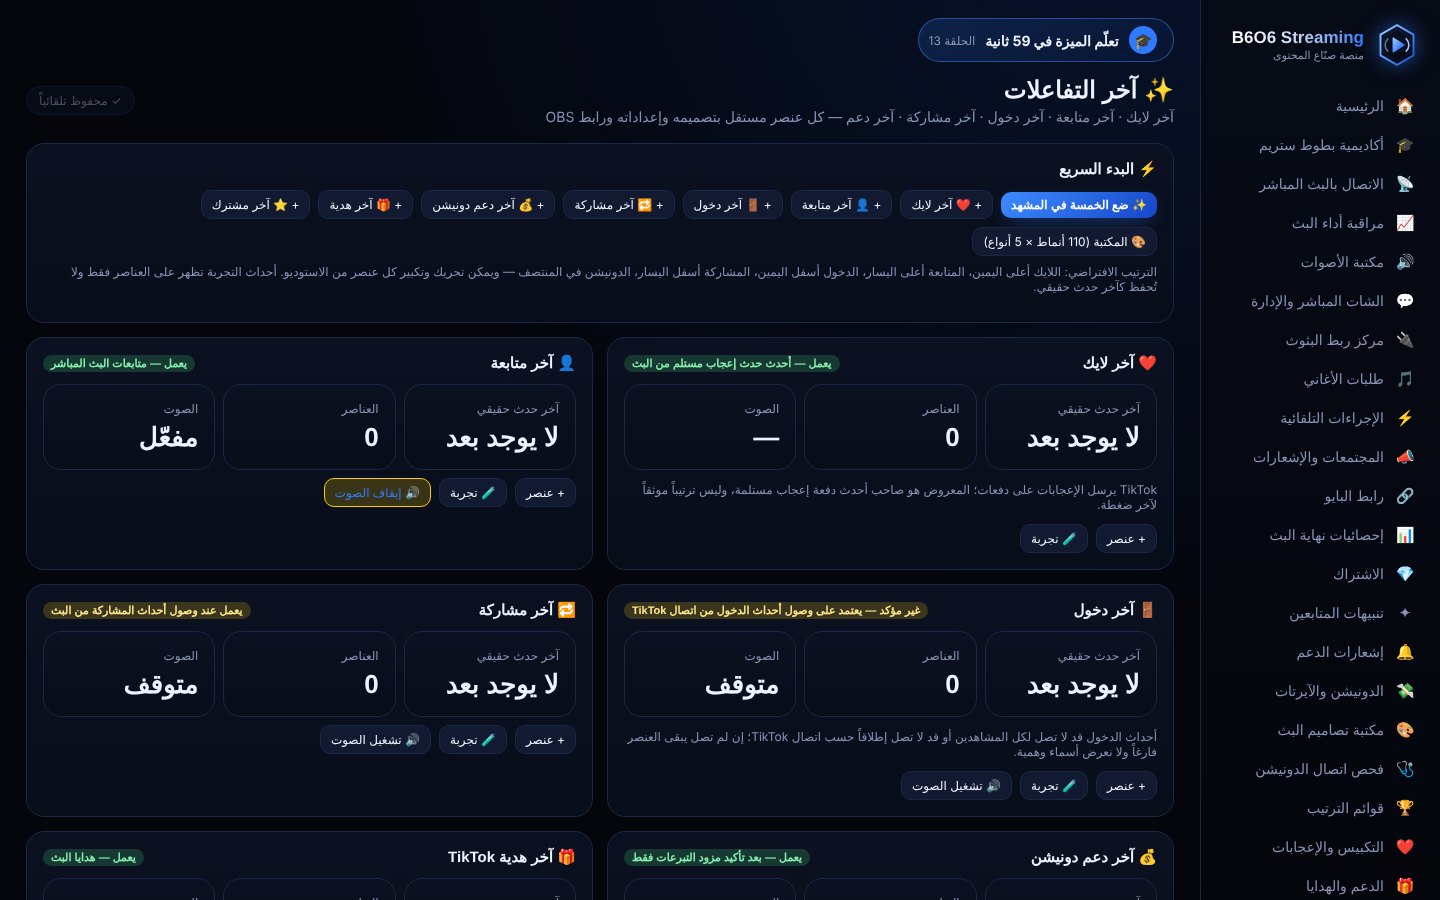 B6O6 Streaming
منصة صنّاع المحتوى
🏠 الرئيسية
🎓 أكاديمية بطوط ستريم
📡 الاتصال بالبث المباشر
📈 مراقبة أداء البث
🔊 مكتبة الأصوات
💬 الشات المباشر والإدارة
🔌 مركز ربط البثوث
🎵 طلبات الأغاني
⚡ الإجراءات التلقائية
📣 المجتمعات والإشعارات
🔗 رابط البايو
📊 إحصائيات نهاية البث
💎 الاشتراك
✦ تنبيهات المتابعين
🔔 إشعارات الدعم
💸 الدونيشن والآيرتات
🎨 مكتبة تصاميم البث
🩺 فحص اتصال الدونيشن
🏆 قوائم الترتيب
❤️ التكبيس والإعجابات
🎁 الدعم والهدايا
🎓 تعلّم الميزة في 59 ثانية الحلقة 13
✨ آخر التفاعلات
✓ محفوظ تلقائياً
آخر لايك · آخر متابعة · آخر دخول · آخر مشاركة · آخر دعم — كل عنصر مستقل بتصميمه وإعداداته ورابط OBS
⚡ البدء السريع
✨ ضع الخمسة في المشهد
+ ❤️ آخر لايك
+ 👤 آخر متابعة
+ 🚪 آخر دخول
+ 🔁 آخر مشاركة
+ 💰 آخر دعم دونيشن
+ 🎁 آخر هدية
+ ⭐ آخر مشترك
🎨 المكتبة (110 أنماط × 5 أنواع)
الترتيب الافتراضي: اللايك أعلى اليمين، المتابعة أعلى اليسار، الدخول أسفل اليمين، المشاركة أسفل اليسار، الدونيشن في المنتصف — ويمكن تحريك وتكبير كل عنصر من الاستوديو. أحداث التجربة تظهر على العناصر فقط ولا
تُحفظ كآخر حدث حقيقي.
❤️ آخر لايك
يعمل — أحدث حدث إعجاب مستلم من البث
آخر حدث حقيقي
لا يوجد بعد
العناصر
0
الصوت
—
TikTok يرسل الإعجابات على دفعات؛ المعروض هو صاحب أحدث دفعة إعجاب مستلمة، وليس ترتيباً موثقاً
لآخر ضغطة.
+ عنصر
🧪 تجربة
👤 آخر متابعة
يعمل — متابعات البث المباشر
آخر حدث حقيقي
لا يوجد بعد
العناصر
0
الصوت
مفعّل
+ عنصر
🧪 تجربة
🔊 إيقاف الصوت
🚪 آخر دخول
غير مؤكد — يعتمد على وصول أحداث الدخول من اتصال TikTok
آخر حدث حقيقي
لا يوجد بعد
العناصر
0
الصوت
متوقف
أحداث الدخول قد لا تصل لكل المشاهدين أو قد لا تصل إطلاقاً حسب اتصال TikTok؛ إن لم تصل يبقى العنصر
فارغاً ولا نعرض أسماء وهمية.
+ عنصر
🧪 تجربة
🔊 تشغيل الصوت
🔁 آخر مشاركة
يعمل عند وصول أحداث المشاركة من البث
آخر حدث حقيقي
لا يوجد بعد
العناصر
0
الصوت
متوقف
+ عنصر
🧪 تجربة
🔊 تشغيل الصوت
💰 آخر دعم دونيشن
يعمل — بعد تأكيد مزود التبرعات فقط
🎁 آخر هدية TikTok
يعمل — هدايا البث